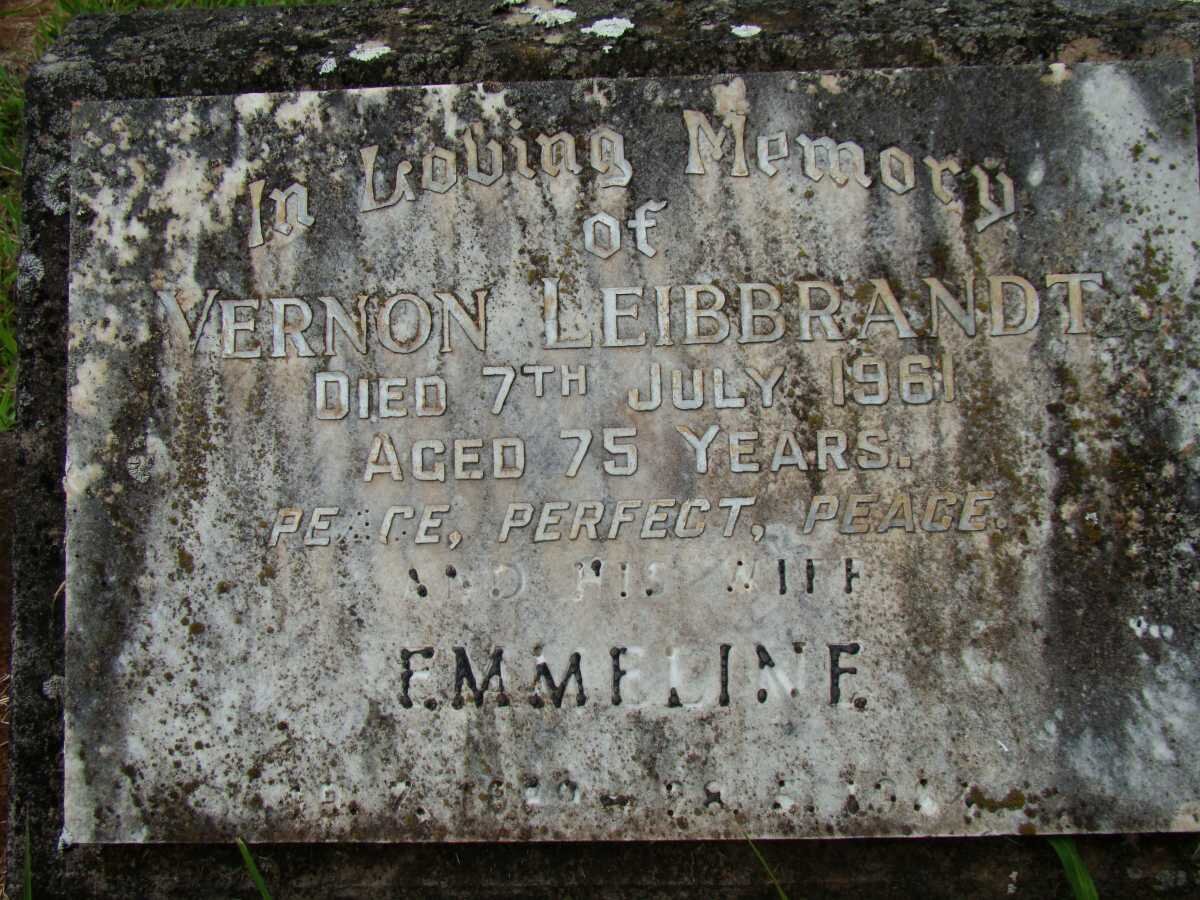 In Loving Memory
of
VERNON LEIBBRANDT
DIED 7TH JULY 1961
AGED 75 YEARS.
PEACE, PERFECT, PEACE.
AND HIS WIFE
EMMELINE